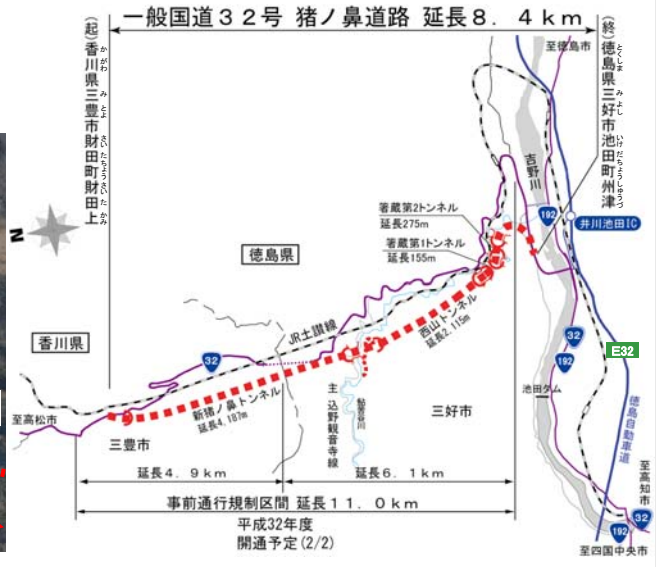 一般国道32号 猪ノ鼻道路 延長8.4km
(起)香川県三豊市財田町財田上
かがわ みとよ さいたちょうさいたかみ
(終)徳島県三好市池田町州津
とくしま みよし いけだちょうしゅうづ
至徳島市
吉野川
192
井川池田IC
箸蔵第2トンネル
延長275m
箸蔵第1トンネル
延長155m
N
徳島県
香川県
JR土讃線
32
西山トンネル
延長2,115m
新猪ノ鼻トンネル
延長4,187m
32
192
E32
徳島自動車道
池田ダム
至高松市
三豊市
主 込野観音寺線
鮎苦谷川
三好市
延長4.9km
延長6.1km
事前通行規制区間 延長11.0km
平成32年度
開通予定(2/2)
至高知市
32
192
至四国中央市